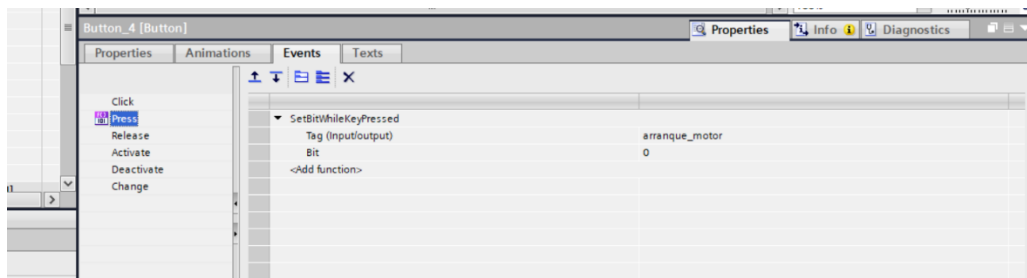 Button_4 [Button]
Properties
Info
Diagnostics
Properties
Animations
Events
Texts
Click
Press
Release
Activate
Deactivate
Change
SetBitWhileKeyPressed
Tag (Input/output) arranque_motor
Bit 0
<Add function>